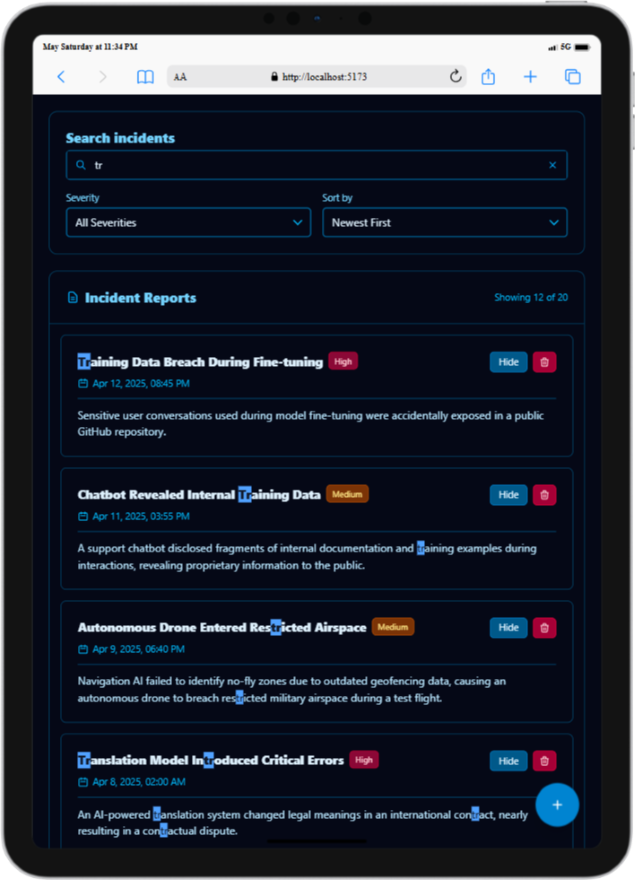 May Saturday at 11:34 PM
5G
AA
http://localhost:5173
Search incidents
tr
Severity
Sort by
All Severities
Newest First
Incident Reports
Showing 12 of 20
Training Data Breach During Fine-tuning
High
Hide
Apr 12, 2025, 08:45 PM
Sensitive user conversations used during model fine-tuning were accidentally exposed in a public
GitHub repository.
Chatbot Revealed Internal Training Data
Medium
Hide
Apr 11, 2025, 03:55 PM
A support chatbot disclosed fragments of internal documentation and training examples during
interactions, revealing proprietary information to the public.
Autonomous Drone Entered Restricted Airspace
Medium
Hide
Apr 9, 2025, 06:40 PM
Navigation AI failed to identify no-fly zones due to outdated geofencing data, causing an
autonomous drone to breach restricted military airspace during a test flight.
Translation Model Introduced Critical Errors
High
Hide
Apr 8, 2025, 02:00 AM
An AI-powered translation system changed legal meanings in an international contract, nearly
resulting in a contractual dispute.